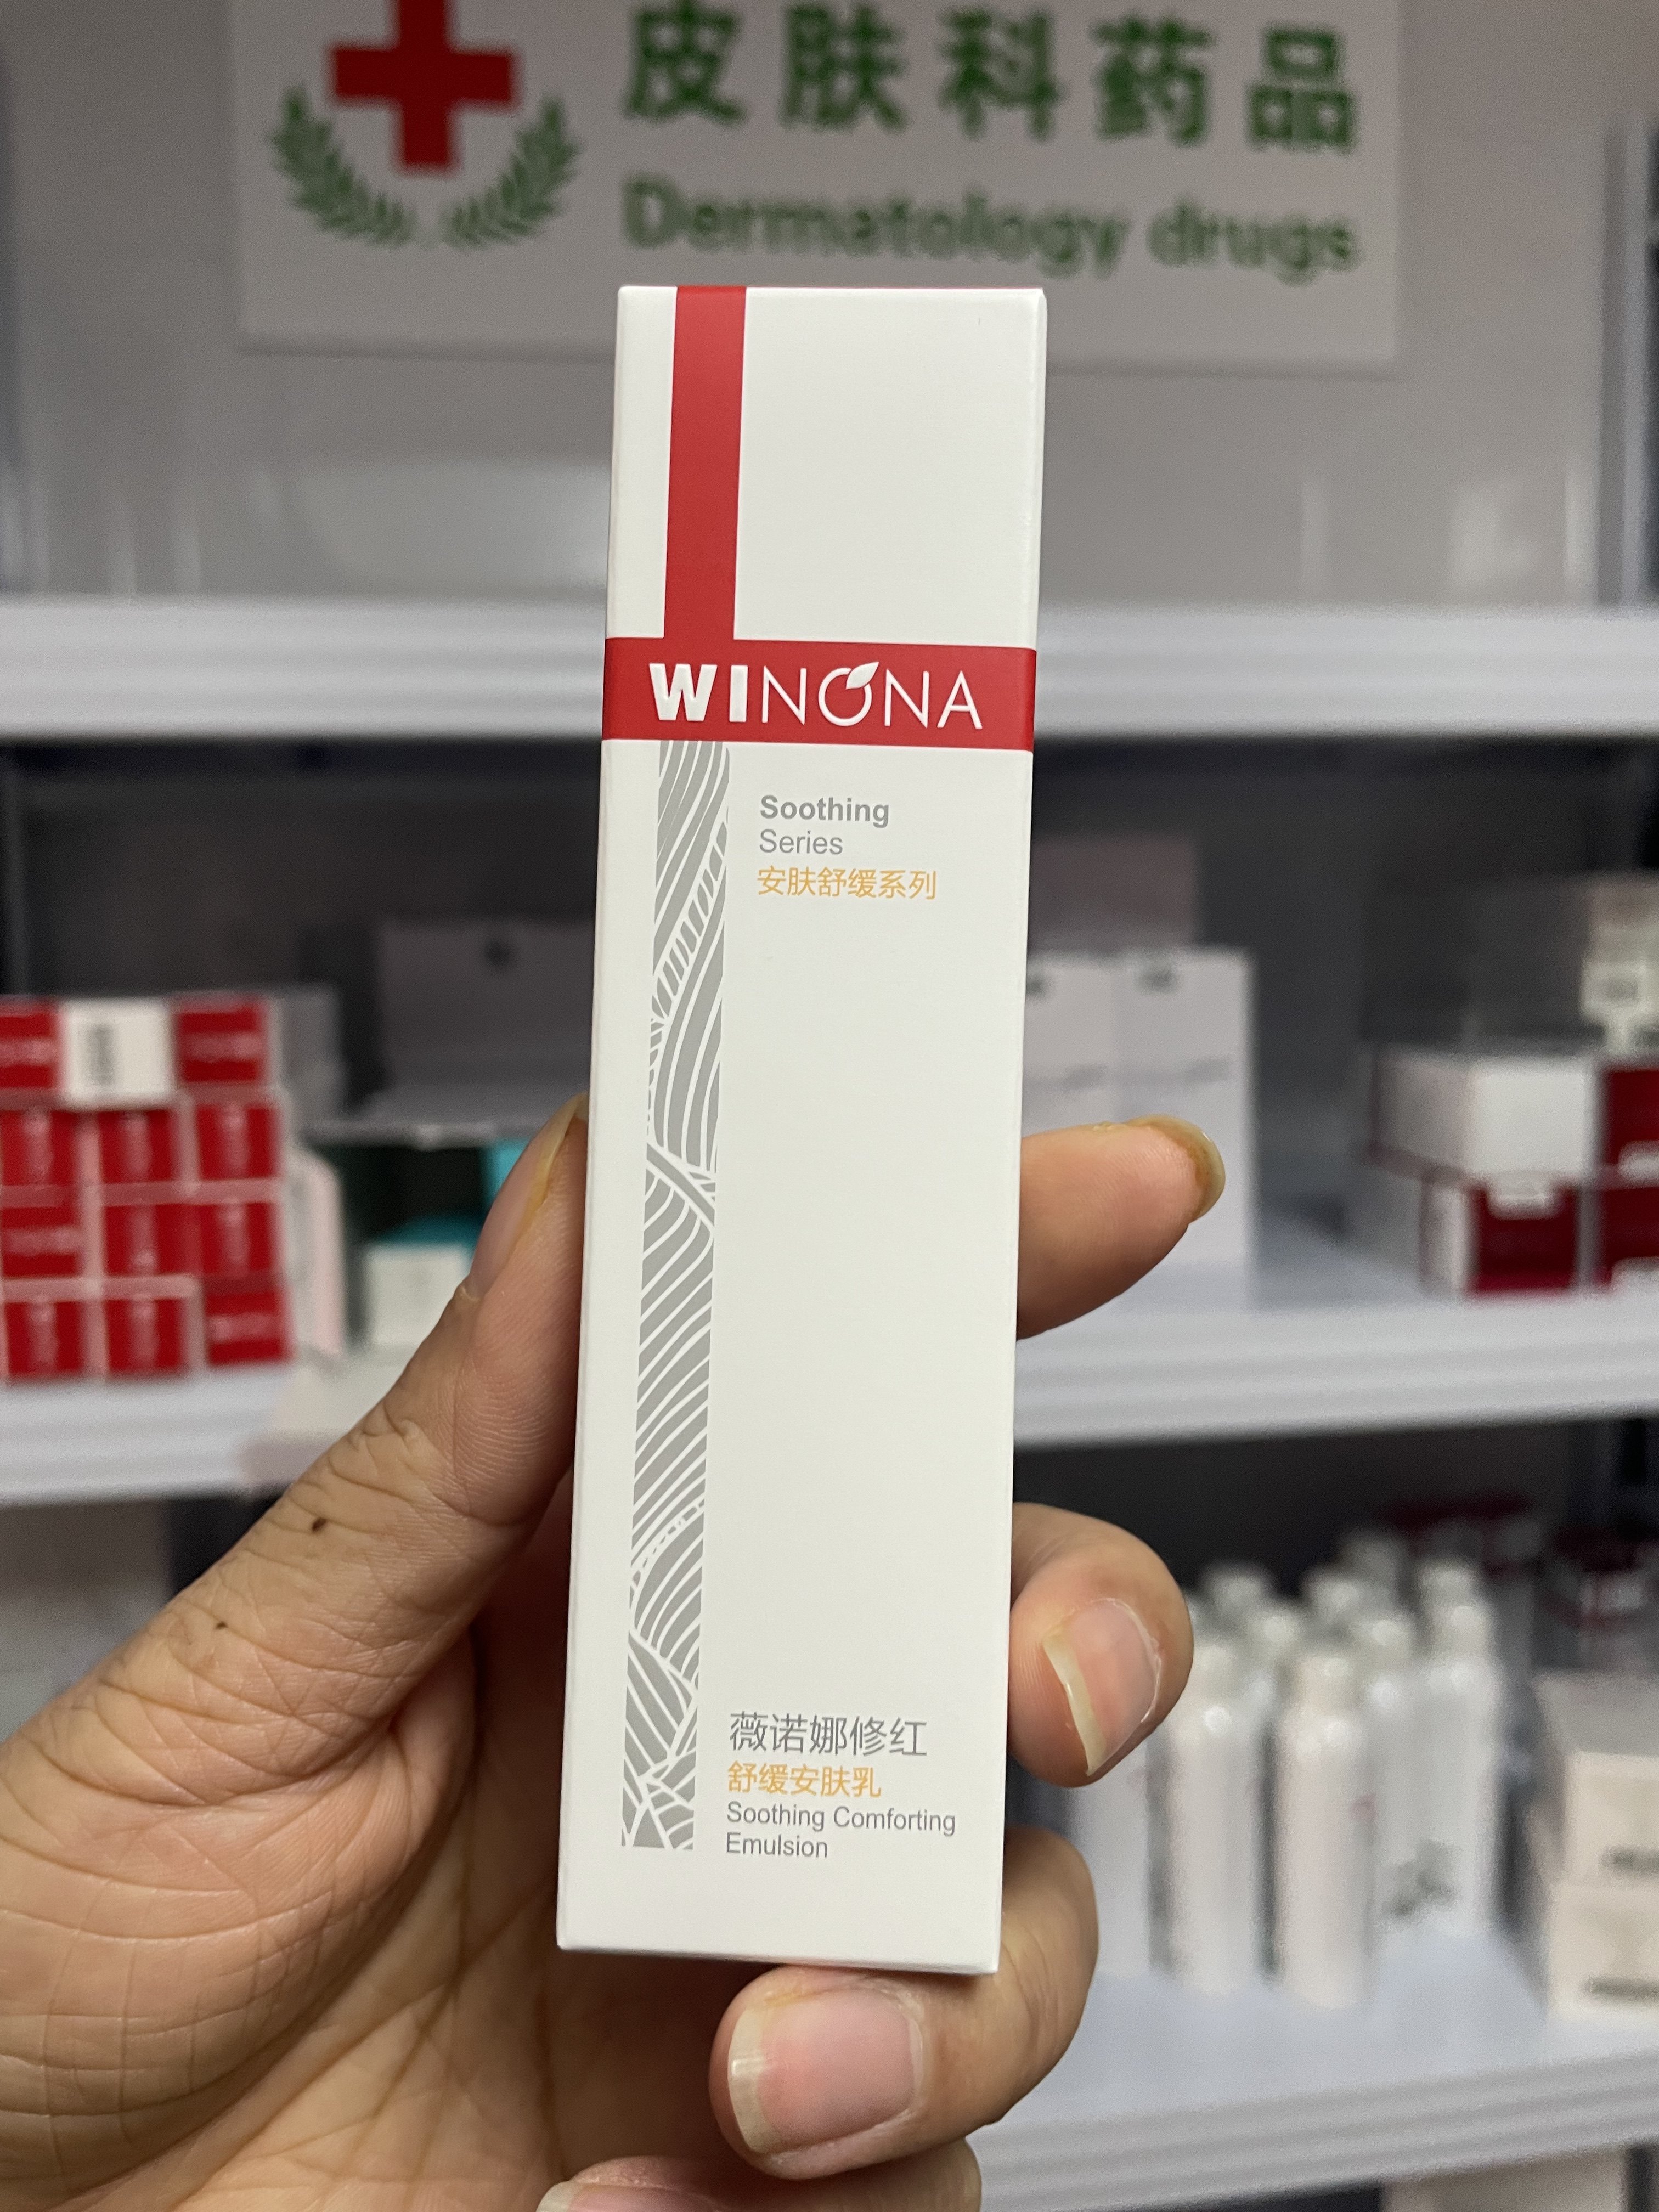 皮肤科药品
Dermatology drugs
WINONA
Soothing
Series
安肤舒缓系列
薇诺娜修红
舒缓安肤乳
Soothing Comforting
Emulsion